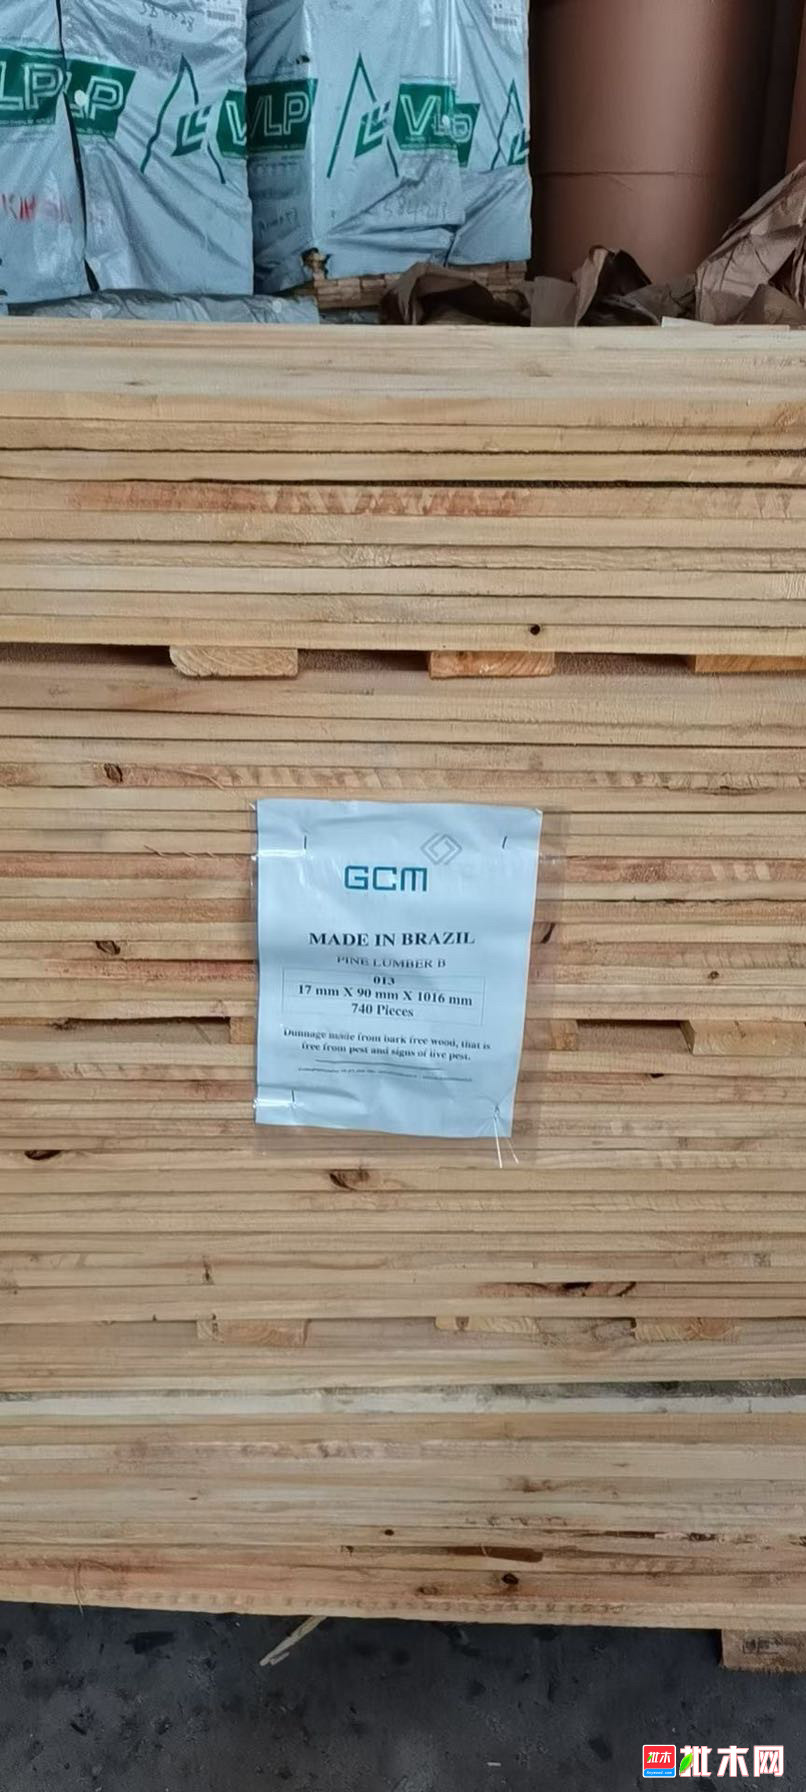 VLP
VLP
VLP
VLP
GCM
MADE IN BRAZIL
PINE LUMBER B
013
17 mm X 90 mm X 1016 mm
740 Pieces
Dunnage made from bark free wood, that is
free from pest and signs of live pest.
批木
批木网